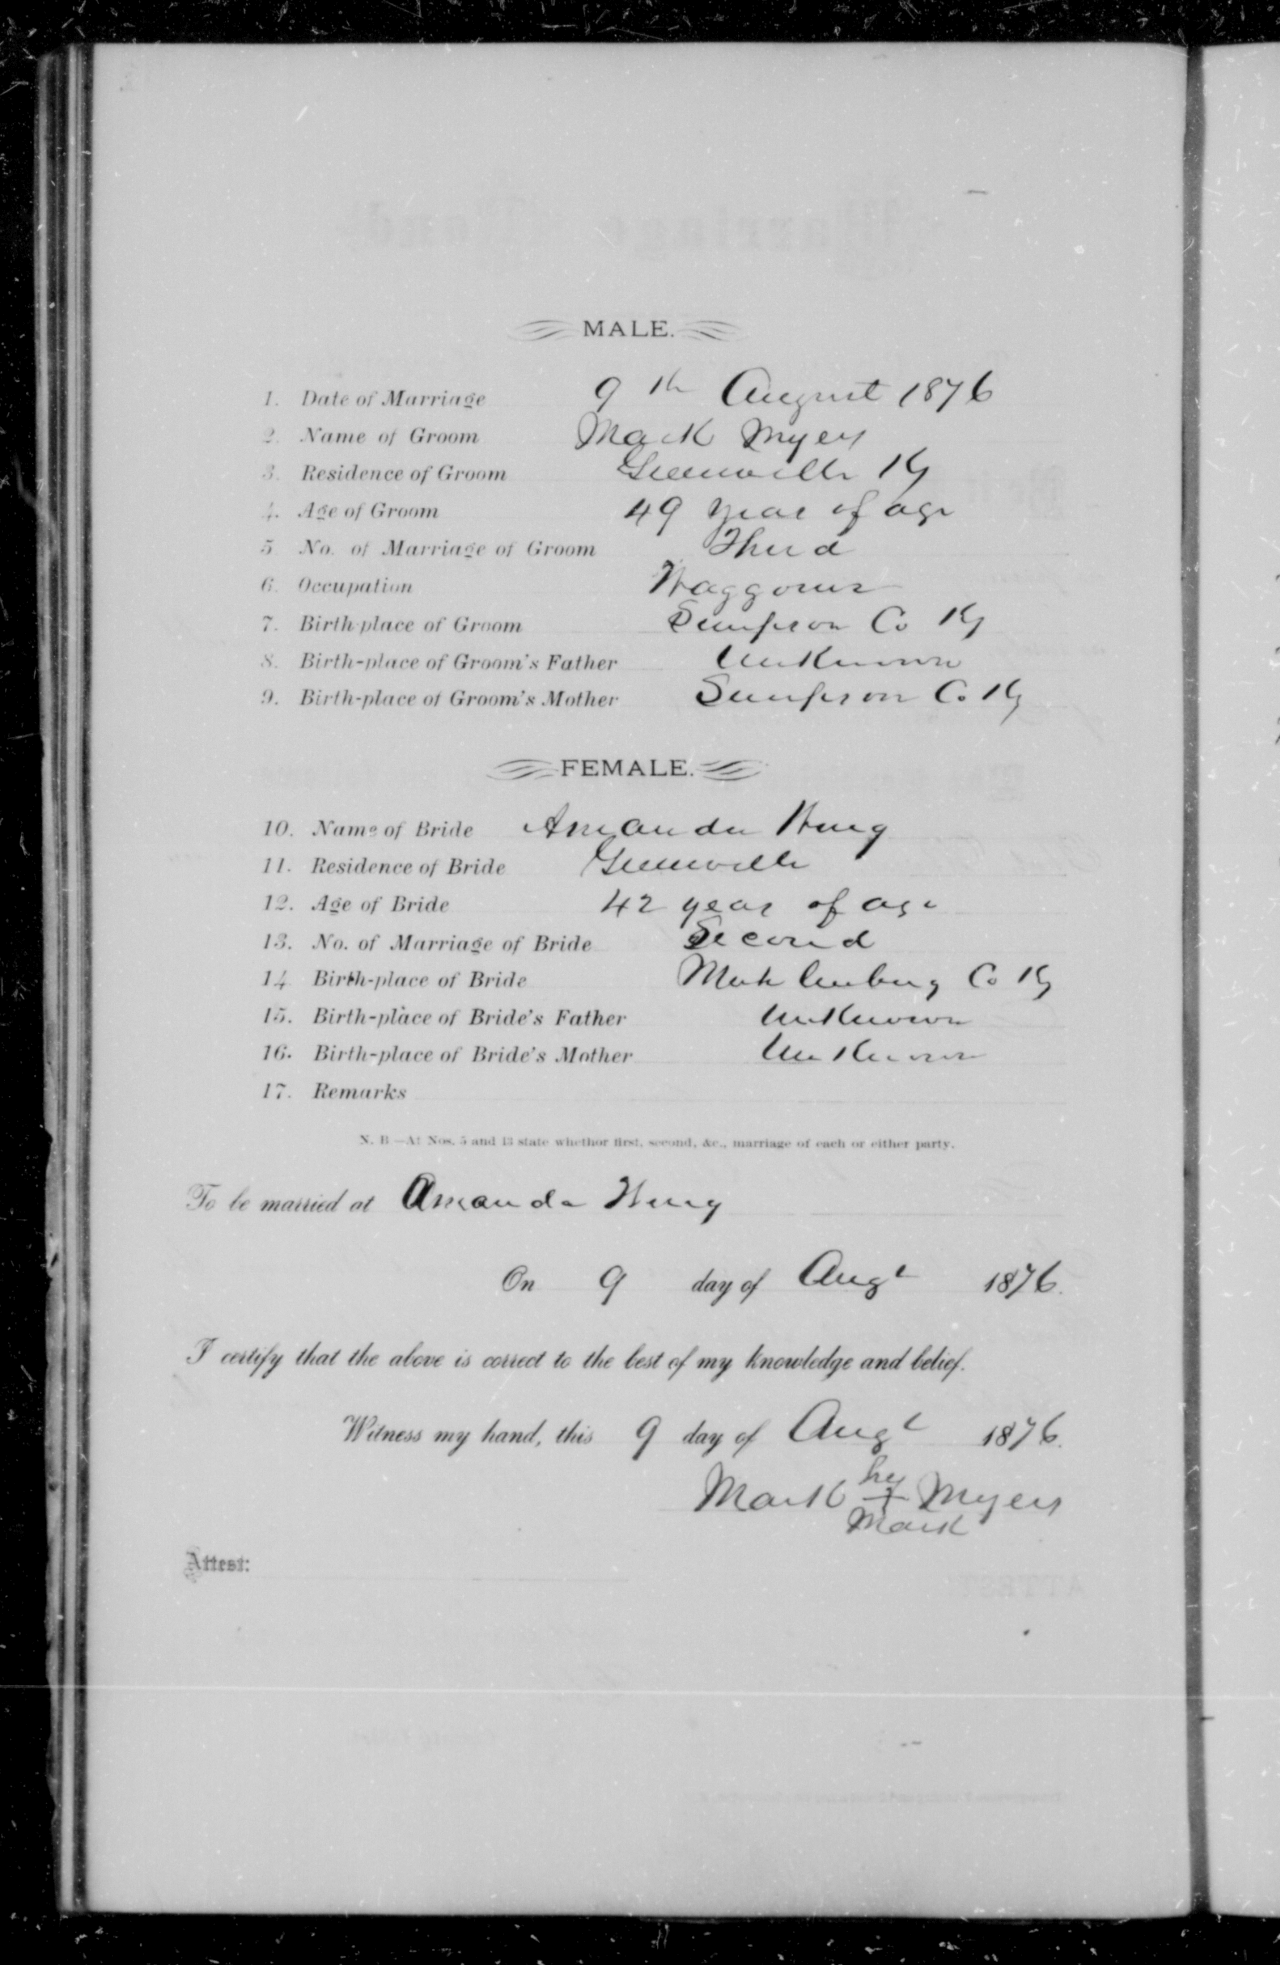 MALE.
1. Date of Marriage 9th August 1876
2. Name of Groom Mark Myers
3. Residence of Groom Greenville Ky
4. Age of Groom 49 year of age
5. No. of Marriage of Groom Third
6. Occupation Waggoner
7. Birth-place of Groom Simpson Co Ky
8. Birth-place of Groom's Father Unknown
9. Birth-place of Groom's Mother Simpson Co Ky
FEMALE.
10. Name of Bride Amanda
11. Residence of Bride Greenville
12. Age of Bride 42 year of age
13. No. of Marriage of Bride Second
14 Birth-place of Bride Muhlenburg Co Ky
15. Birth-place of Bride's Father Unknown
16. Birth-place of Bride's Mother Unknown
17. Remarks
N. B—At Nos. 5 and 13 state whether first, second, &c., marriage of each or either party.
To be married at Amanda
On 9 day of Augt 1876.
I certify that the above is correct to the best of my knowledge and belief.
Witness my hand, this 9 day of Augt 1876.
his
Mark + Myers
Mark
Attest: